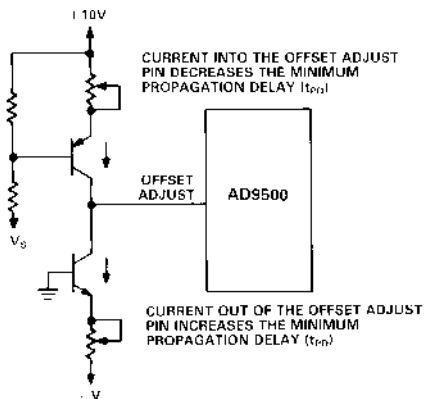 +10V
CURRENT INTO THE OFFSET ADJUST
PIN DECREASES THE MINIMUM
PROPAGATION DELAY (tPD)
OFFSET
ADJUST
AD9500
VS
CURRENT OUT OF THE OFFSET ADJUST
PIN INCREASES THE MINIMUM
PROPAGATION DELAY (tPD)